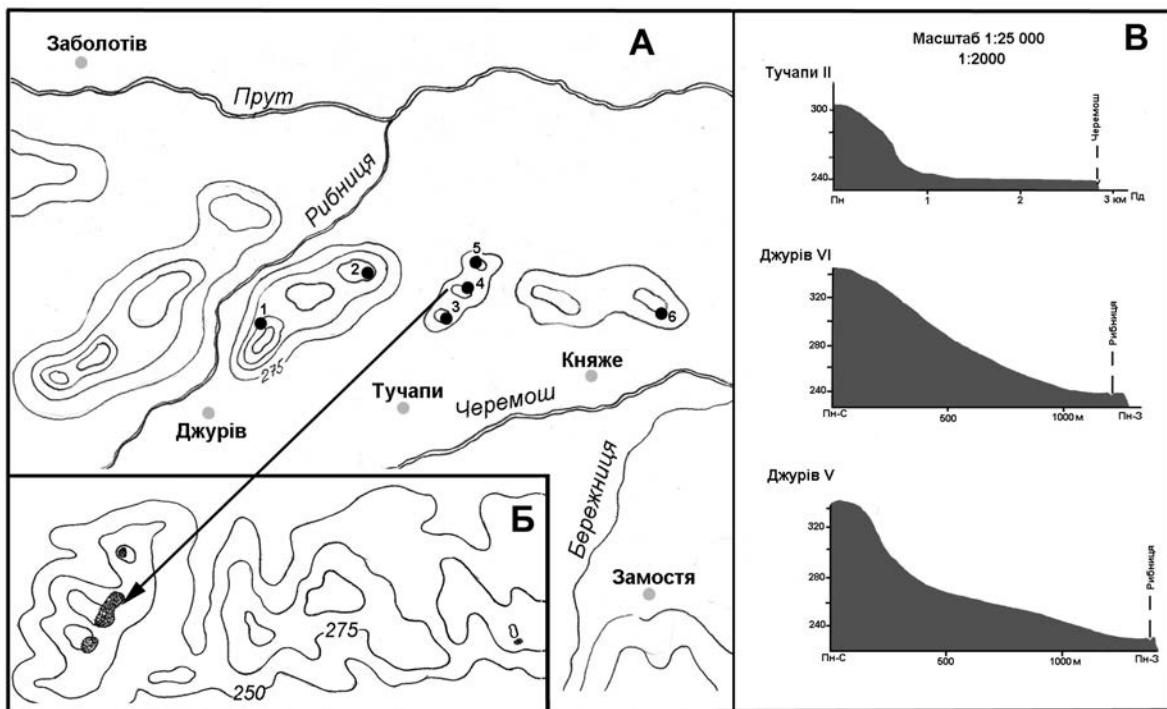 Заболотів
А
Прут
Рибниця
1
2
3
4
5
6
275
Джурів
Тучапи
Княже
Черемош
Бережниця
Замостя
Б
275
250
В
Масштаб 1:25 000
1:2000
Тучапи II
300
240
Черемош
Пн
1
2
3 км
Пд
Джурів VI
320
280
240
Рибниця
Пн-С
500
1000 м
Пн-З
Джурів V
320
260
220
Рибниця
Пн-С
500
1000 м
Пн-З